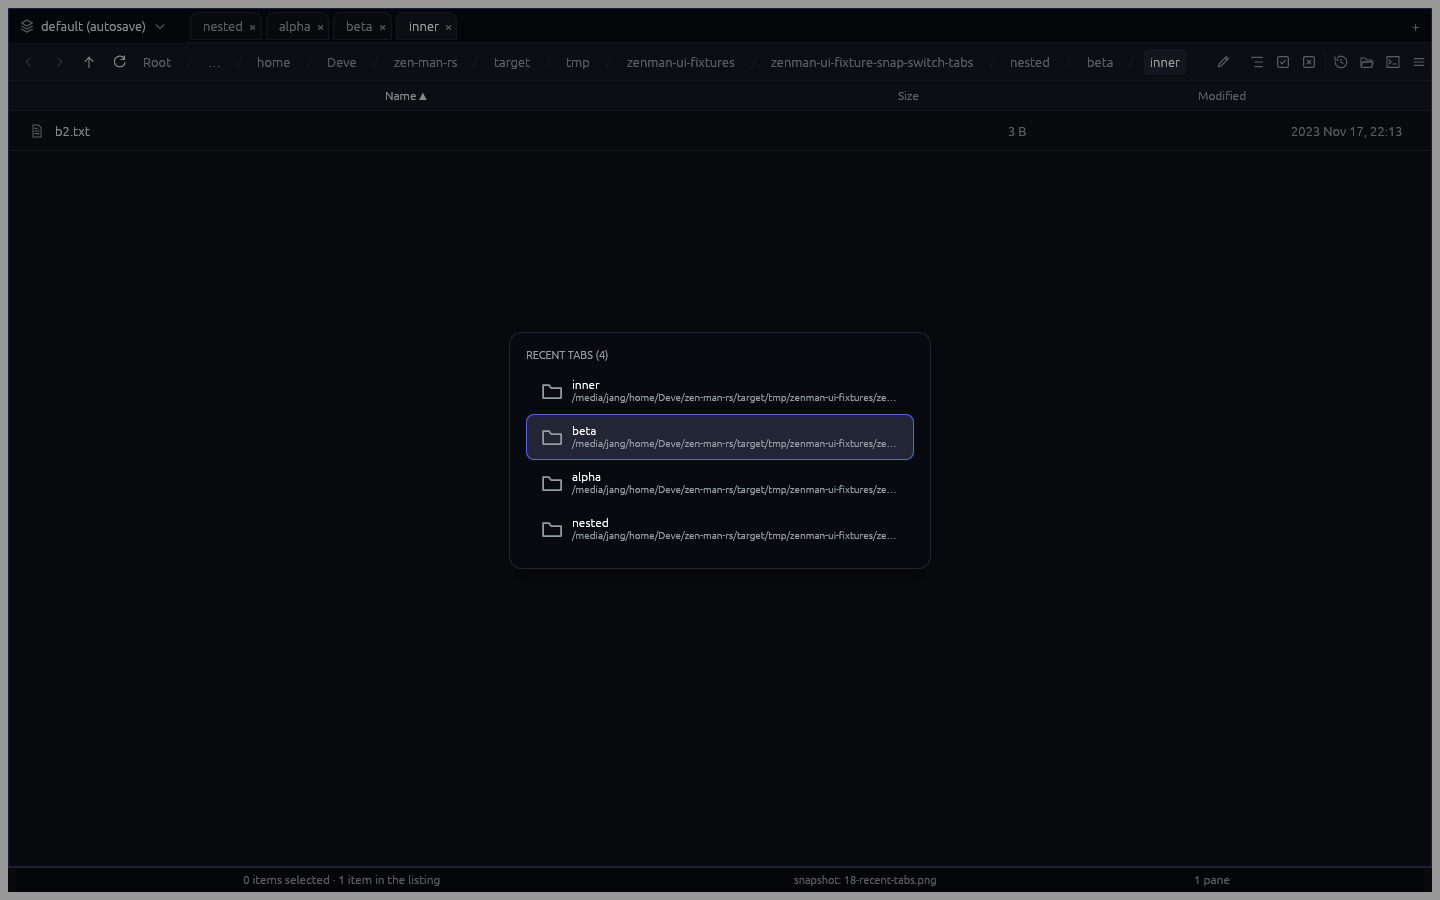 default (autosave)
nested ×
alpha ×
beta ×
inner ×
+
Root / ... / home / Deve / zen-man-rs / target / tmp / zenman-ui-fixtures / zenman-ui-fixture-snap-switch-tabs / nested / beta / inner
Name ▲ Size Modified
b2.txt 3 B 2023 Nov 17, 22:13
RECENT TABS (4)
inner
/media/jang/home/Deve/zen-man-rs/target/tmp/zenman-ui-fixtures/ze...
beta
/media/jang/home/Deve/zen-man-rs/target/tmp/zenman-ui-fixtures/ze...
alpha
/media/jang/home/Deve/zen-man-rs/target/tmp/zenman-ui-fixtures/ze...
nested
/media/jang/home/Deve/zen-man-rs/target/tmp/zenman-ui-fixtures/ze...
0 items selected · 1 item in the listing
snapshot: 18-recent-tabs.png
1 pane